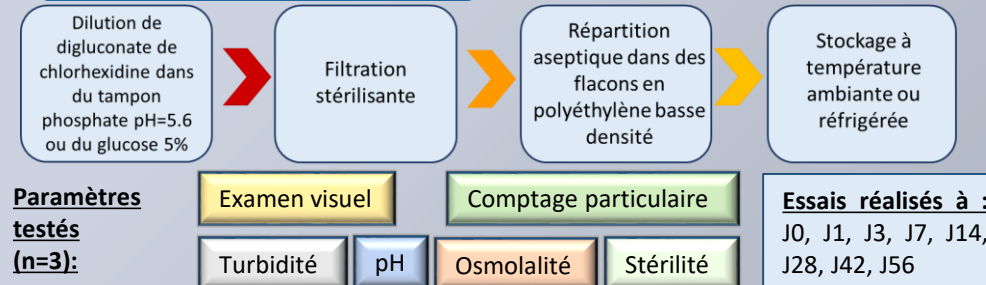 Dilution de
digluconate de
chlorhexidine dans
du tampon
phosphate pH=5.6
ou du glucose 5%
Filtration
stérilisante
Répartition
aseptique dans des
flacons en
polyéthylène basse
densité
Stockage à
température
ambiante ou
réfrigérée
Paramètres
testés
(n=3):
Examen visuel
Comptage particulaire
Turbidité
pH
Osmolalité
Stérilité
Essais réalisés à :
J0, J1, J3, J7, J14,
J28, J42, J56